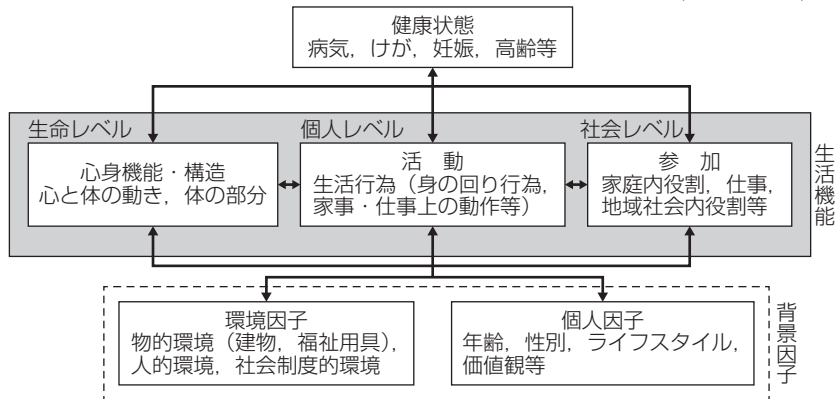 健康状態
病気，けが，妊娠，高齢等
生命レベル
個人レベル
社会レベル
心身機能・構造
心と体の動き，体の部分
活　動
生活行為（身の回り行為，
家事・仕事上の動作等）
参　加
家庭内役割，仕事，
地域社会内役割等
生活機能
環境因子
物的環境（建物，福祉用具），
人的環境，社会制度的環境
個人因子
年齢，性別，ライフスタイル，
価値観等
背景因子